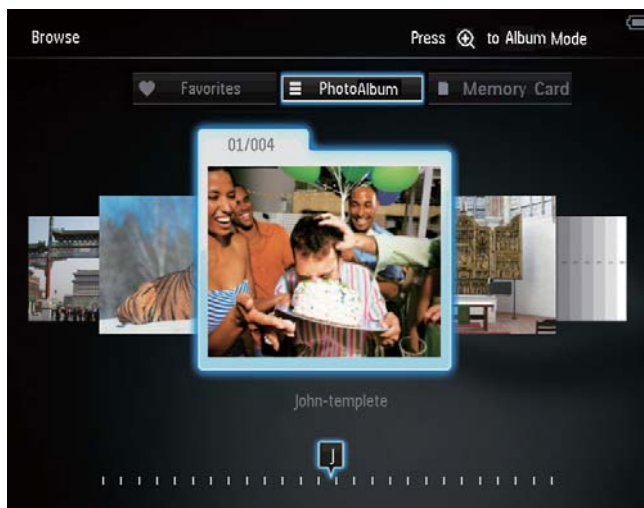 Browse
Press to Album Mode
Favorites PhotoAlbum Memory Card
01/004
John-templete
J